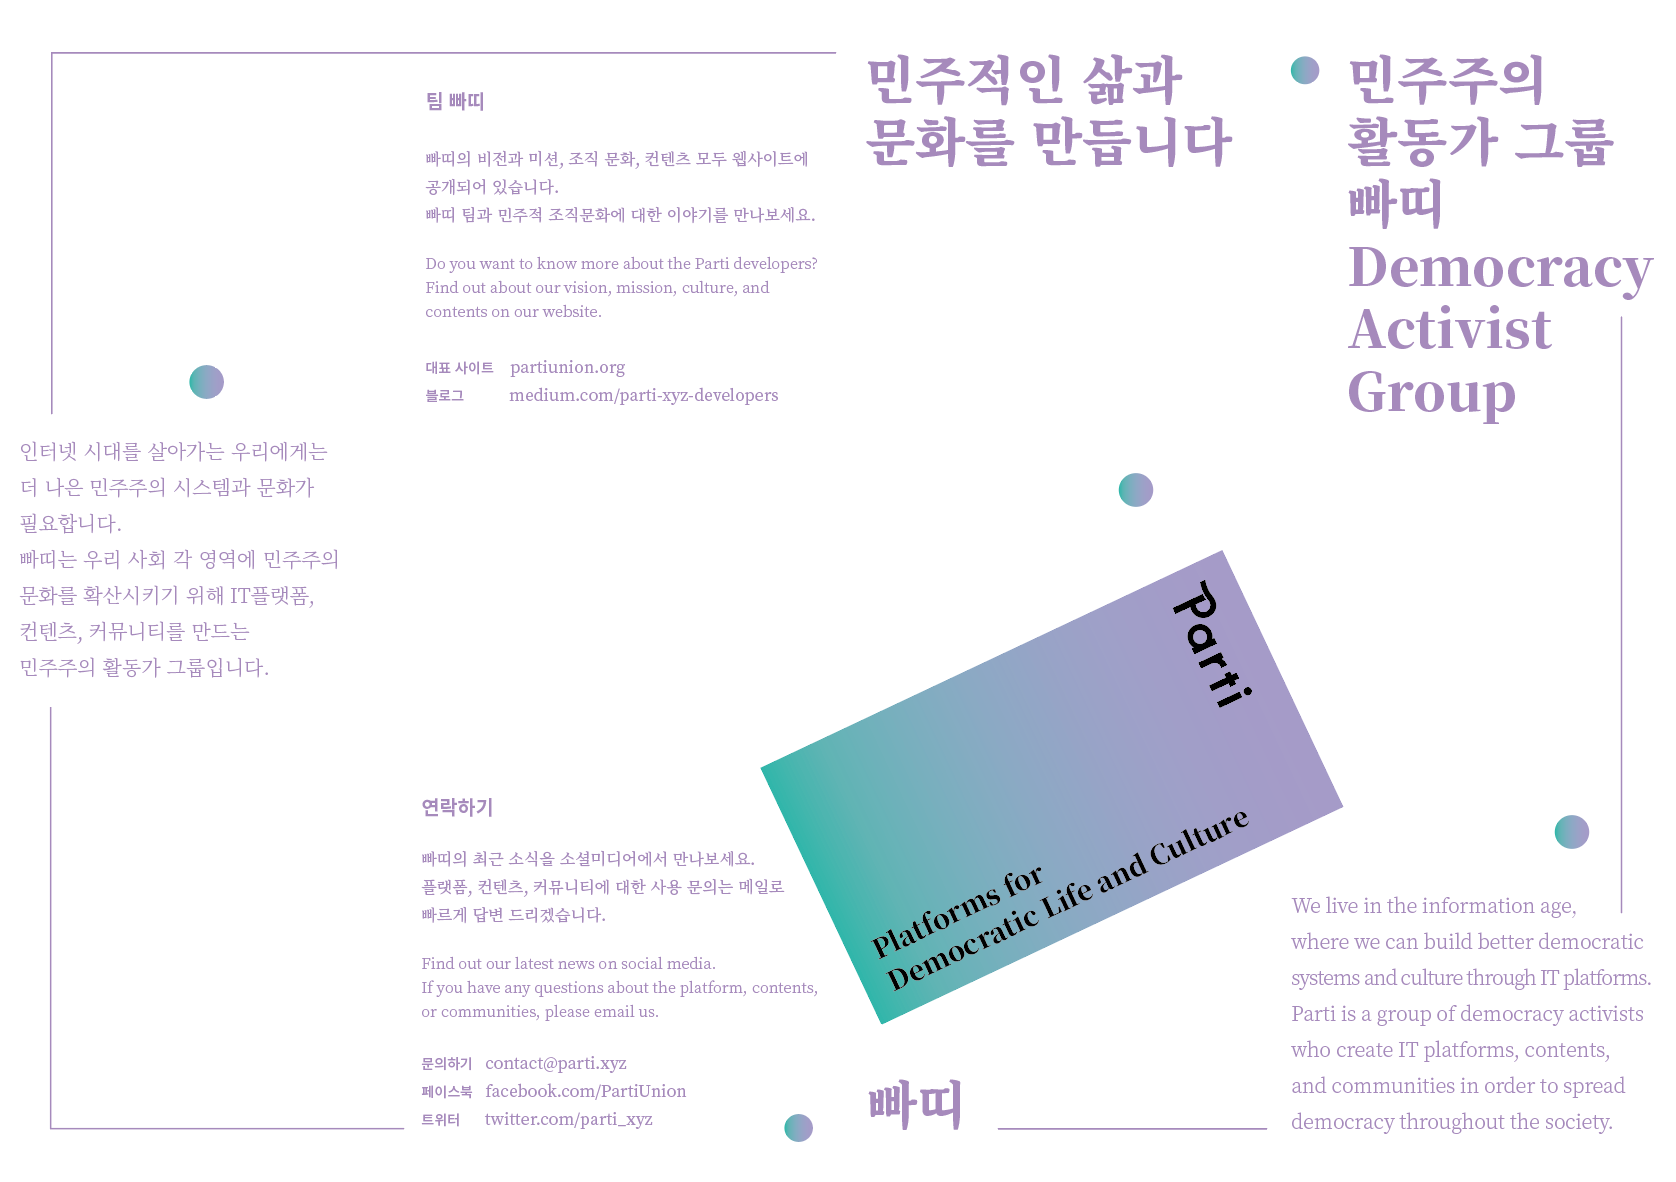 인터넷 시대를 살아가는 우리에게는
더 나은 민주주의 시스템과 문화가
필요합니다.
빠띠는 우리 사회 각 영역에 민주주의
문화를 확산시키기 위해 IT플랫폼,
컨텐츠, 커뮤니티를 만드는
민주주의 활동가 그룹입니다.
팀 빠띠
빠띠의 비전과 미션, 조직 문화, 컨텐츠 모두 웹사이트에
공개되어 있습니다.
빠띠 팀과 민주적 조직문화에 대한 이야기를 만나보세요.
Do you want to know more about the Parti developers?
Find out about our vision, mission, culture, and
contents on our website.
대표 사이트 partiunion.org
블로그 medium.com/parti-xyz-developers
연락하기
빠띠의 최근 소식을 소셜미디어에서 만나보세요.
플랫폼, 컨텐츠, 커뮤니티에 대한 사용 문의는 메일로
빠르게 답변 드리겠습니다.
Find out our latest news on social media.
If you have any questions about the platform, contents,
or communities, please email us.
문의하기 contact@parti.xyz
페이스북 facebook.com/PartiUnion
트위터 twitter.com/parti_xyz
민주적인 삶과
문화를 만듭니다
Parti
Platforms for
Democratic Life and Culture
빠띠
민주주의
활동가 그룹
빠띠
Democracy
Activist
Group
We live in the information age,
where we can build better democratic
systems and culture through IT platforms.
Parti is a group of democracy activists
who create IT platforms, contents,
and communities in order to spread
democracy throughout the society.